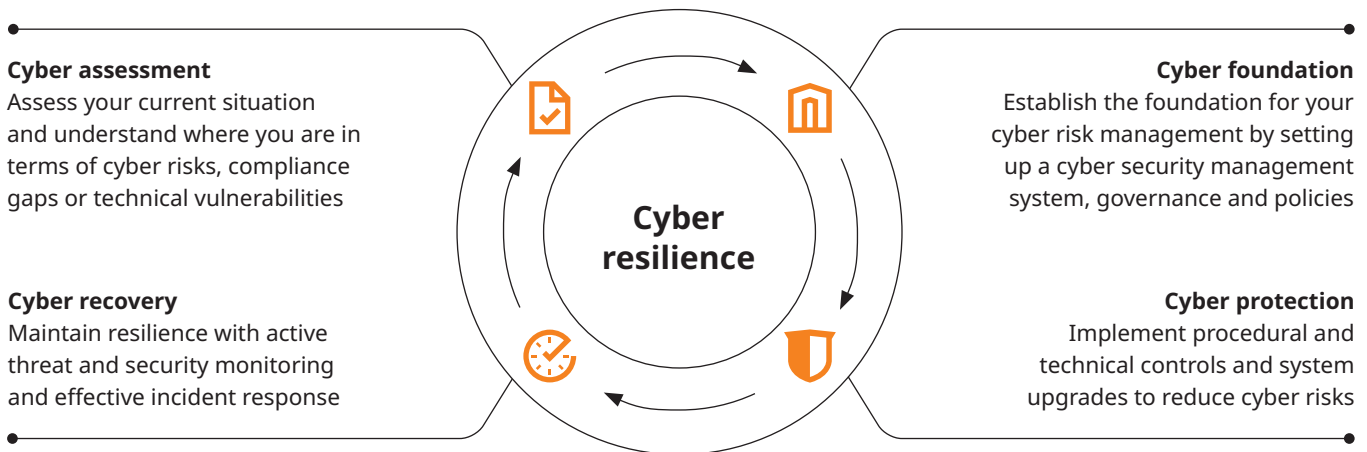 Cyber assessment
Assess your current situation
and understand where you are in
terms of cyber risks, compliance
gaps or technical vulnerabilities
Cyber foundation
Establish the foundation for your
cyber risk management by setting
up a cyber security management
system, governance and policies
Cyber
resilience
Cyber recovery
Maintain resilience with active
threat and security monitoring
and effective incident response
Cyber protection
Implement procedural and
technical controls and system
upgrades to reduce cyber risks